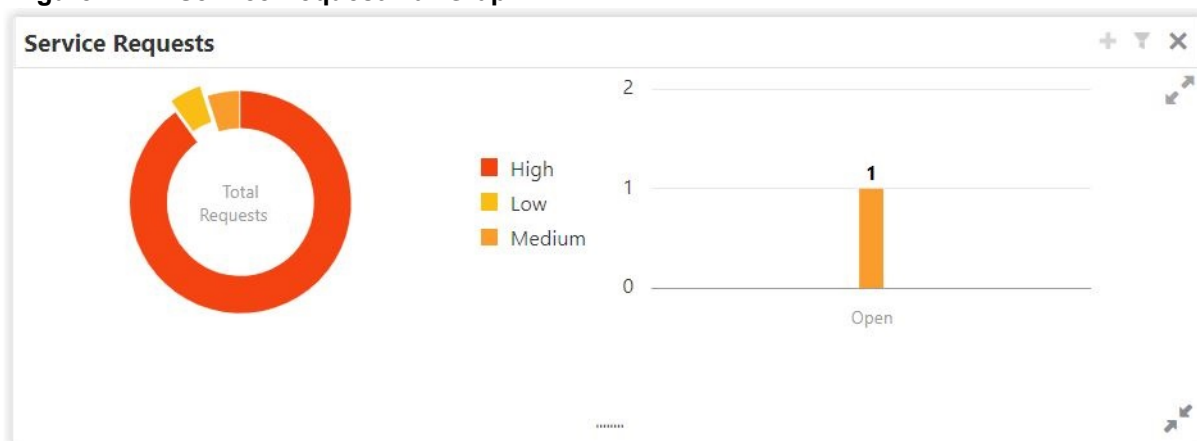 Service Requests
Total
Requests
High
Low
Medium
2
1
0
1
Open